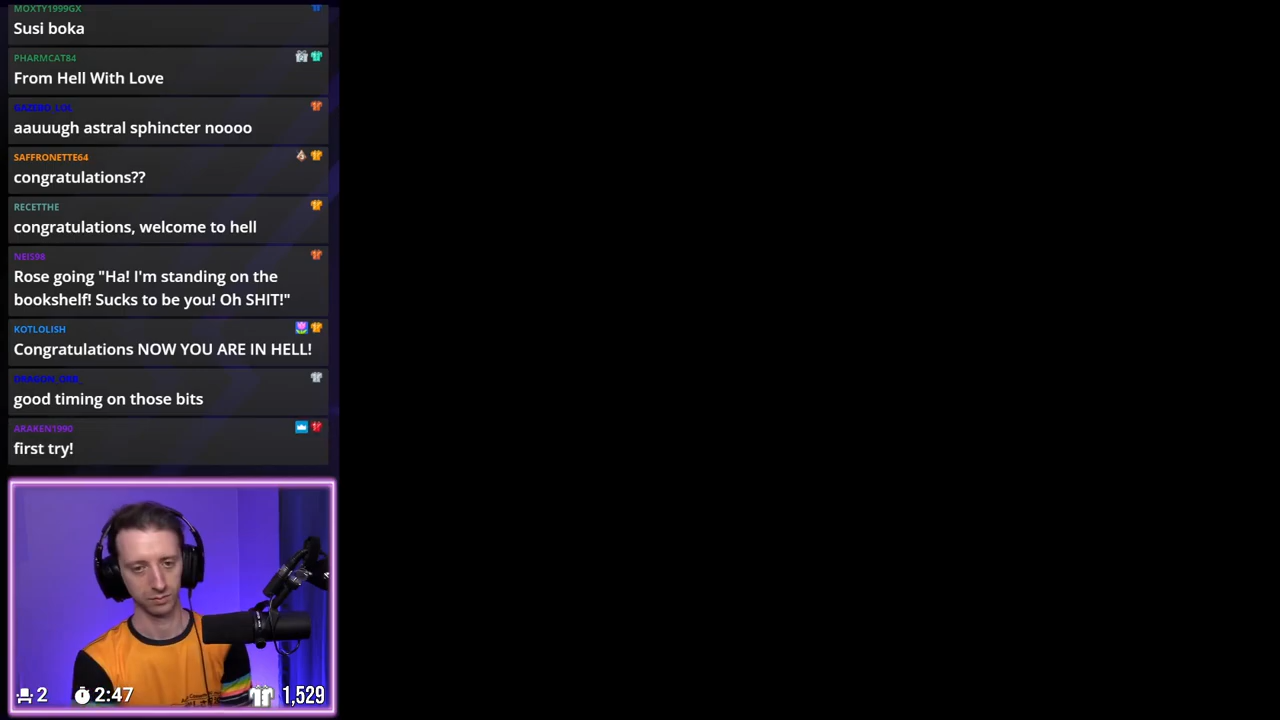 MOXTY1999GX
Susi boka
PHARMCAT84
From Hell With Love
GAZERO_LOL
aauuugh astral sphincter noooo
SAFFRONETTE64
congratulations??
RECETTHE
congratulations, welcome to hell
NEIS98
Rose going "Ha! I'm standing on the
bookshelf! Sucks to be you! Oh SHIT!"
KOTLOLISH
Congratulations NOW YOU ARE IN HELL!
good timing on those bits
ARAKEN1990
first try!
2
2:47
1,529